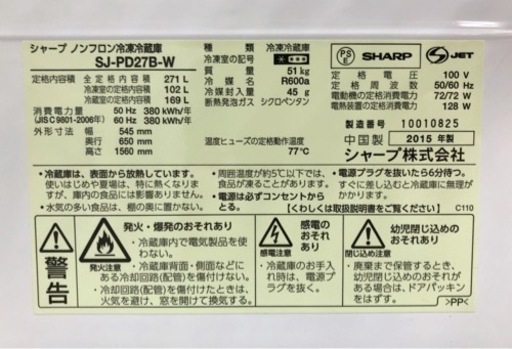 シャープ ノンフロン冷凍冷蔵庫
SJ-PD27B-W
定格内容積 全定格内容積 271 L
冷凍室の定格内容積 102 L
冷蔵室の定格内容積 169 L
消費電力量 50 Hz 380 kWh/年
(JIS C 9801-2006年) 60 Hz 380 kWh/年
外形寸法 幅 545 mm
奥行 650 mm
高さ 1560 mm
種類 冷凍冷蔵庫
冷凍室の記号
質量 51 kg
冷媒名 R600a
冷媒封入量 45 g
断熱発泡ガス シクロペンタン
温度ヒューズの定格動作温度
77℃
PS E SHARP S JET
定格電圧 100 V
定格周波数 50/60 Hz
電動機の定格消費電力 72/72 W
電熱装置の定格消費電力 128 W
製造番号 10010825
中国製 2015 年製
シャープ株式会社
•冷蔵庫は、表面から放熱しています。
使いはじめや夏場は、熱く感じることがありますが、庫内の食品には影響ありません。
•水気の多い食品は、棚の奥に置かない。
•周囲温度が約5℃以下では、食品が凍ることがあります。
•電源は必ずコンセントからとる。
•電源プラグを抜いたら6分待つ。
すぐに差し込むと冷蔵庫に無理がかかります。
【くわしくは取扱説明書をご覧ください】 C110
警告
発火・爆発のおそれあり
発火注意
•冷蔵庫内で電気製品を使わない。
•冷蔵庫背面・側面などにある冷却回路(配管)を傷つけない。
•冷却回路(配管)を傷付けたときは、火気を避け、窓を開けて換気する。
感電のおそれあり
感電注意
•冷蔵庫のお手入れ時は、電源プラグを抜いてください。
幼児閉じ込めのおそれあり
閉じ込め注意
•廃棄まで保管するとき、幼児閉じ込めのおそれがある場合は、ドアパッキンをはずす。
>PP<